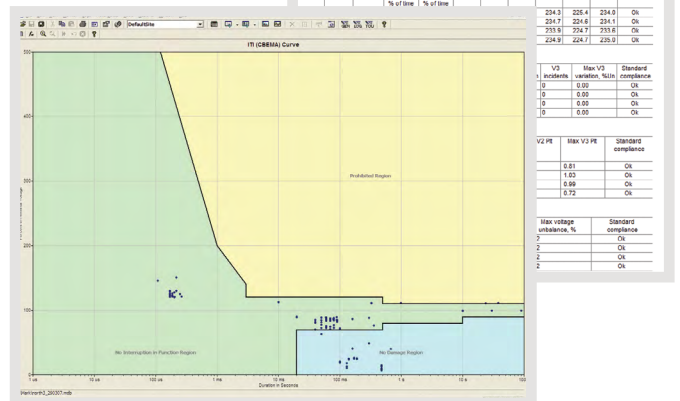 % of time % of time
234.3 225.4 234.0 Ok
234.7 224.6 234.1 Ok
233.9 224.7 233.6 Ok
234.9 224.7 235.0 Ok
V3 incidents Max V3 variation, %Un Standard compliance
0 0.00 Ok
0 0.00 Ok
0 0.00 Ok
0 0.00 Ok
V2 Plt Max V3 Plt Standard compliance
0.81 Ok
1.03 Ok
0.99 Ok
0.72 Ok
Max voltage unbalance, % Standard compliance
2 Ok
2 Ok
2 Ok
2 Ok
DefaultSite
ITI (CBEMA) Curve
500
400
300
200
100
0
Prohibited Region
No Interruption in Function Region
No Damage Region
1 us 10 us 100 us 1 ms 10 ms 100 ms 1 s 10 s 100
Duration in Seconds